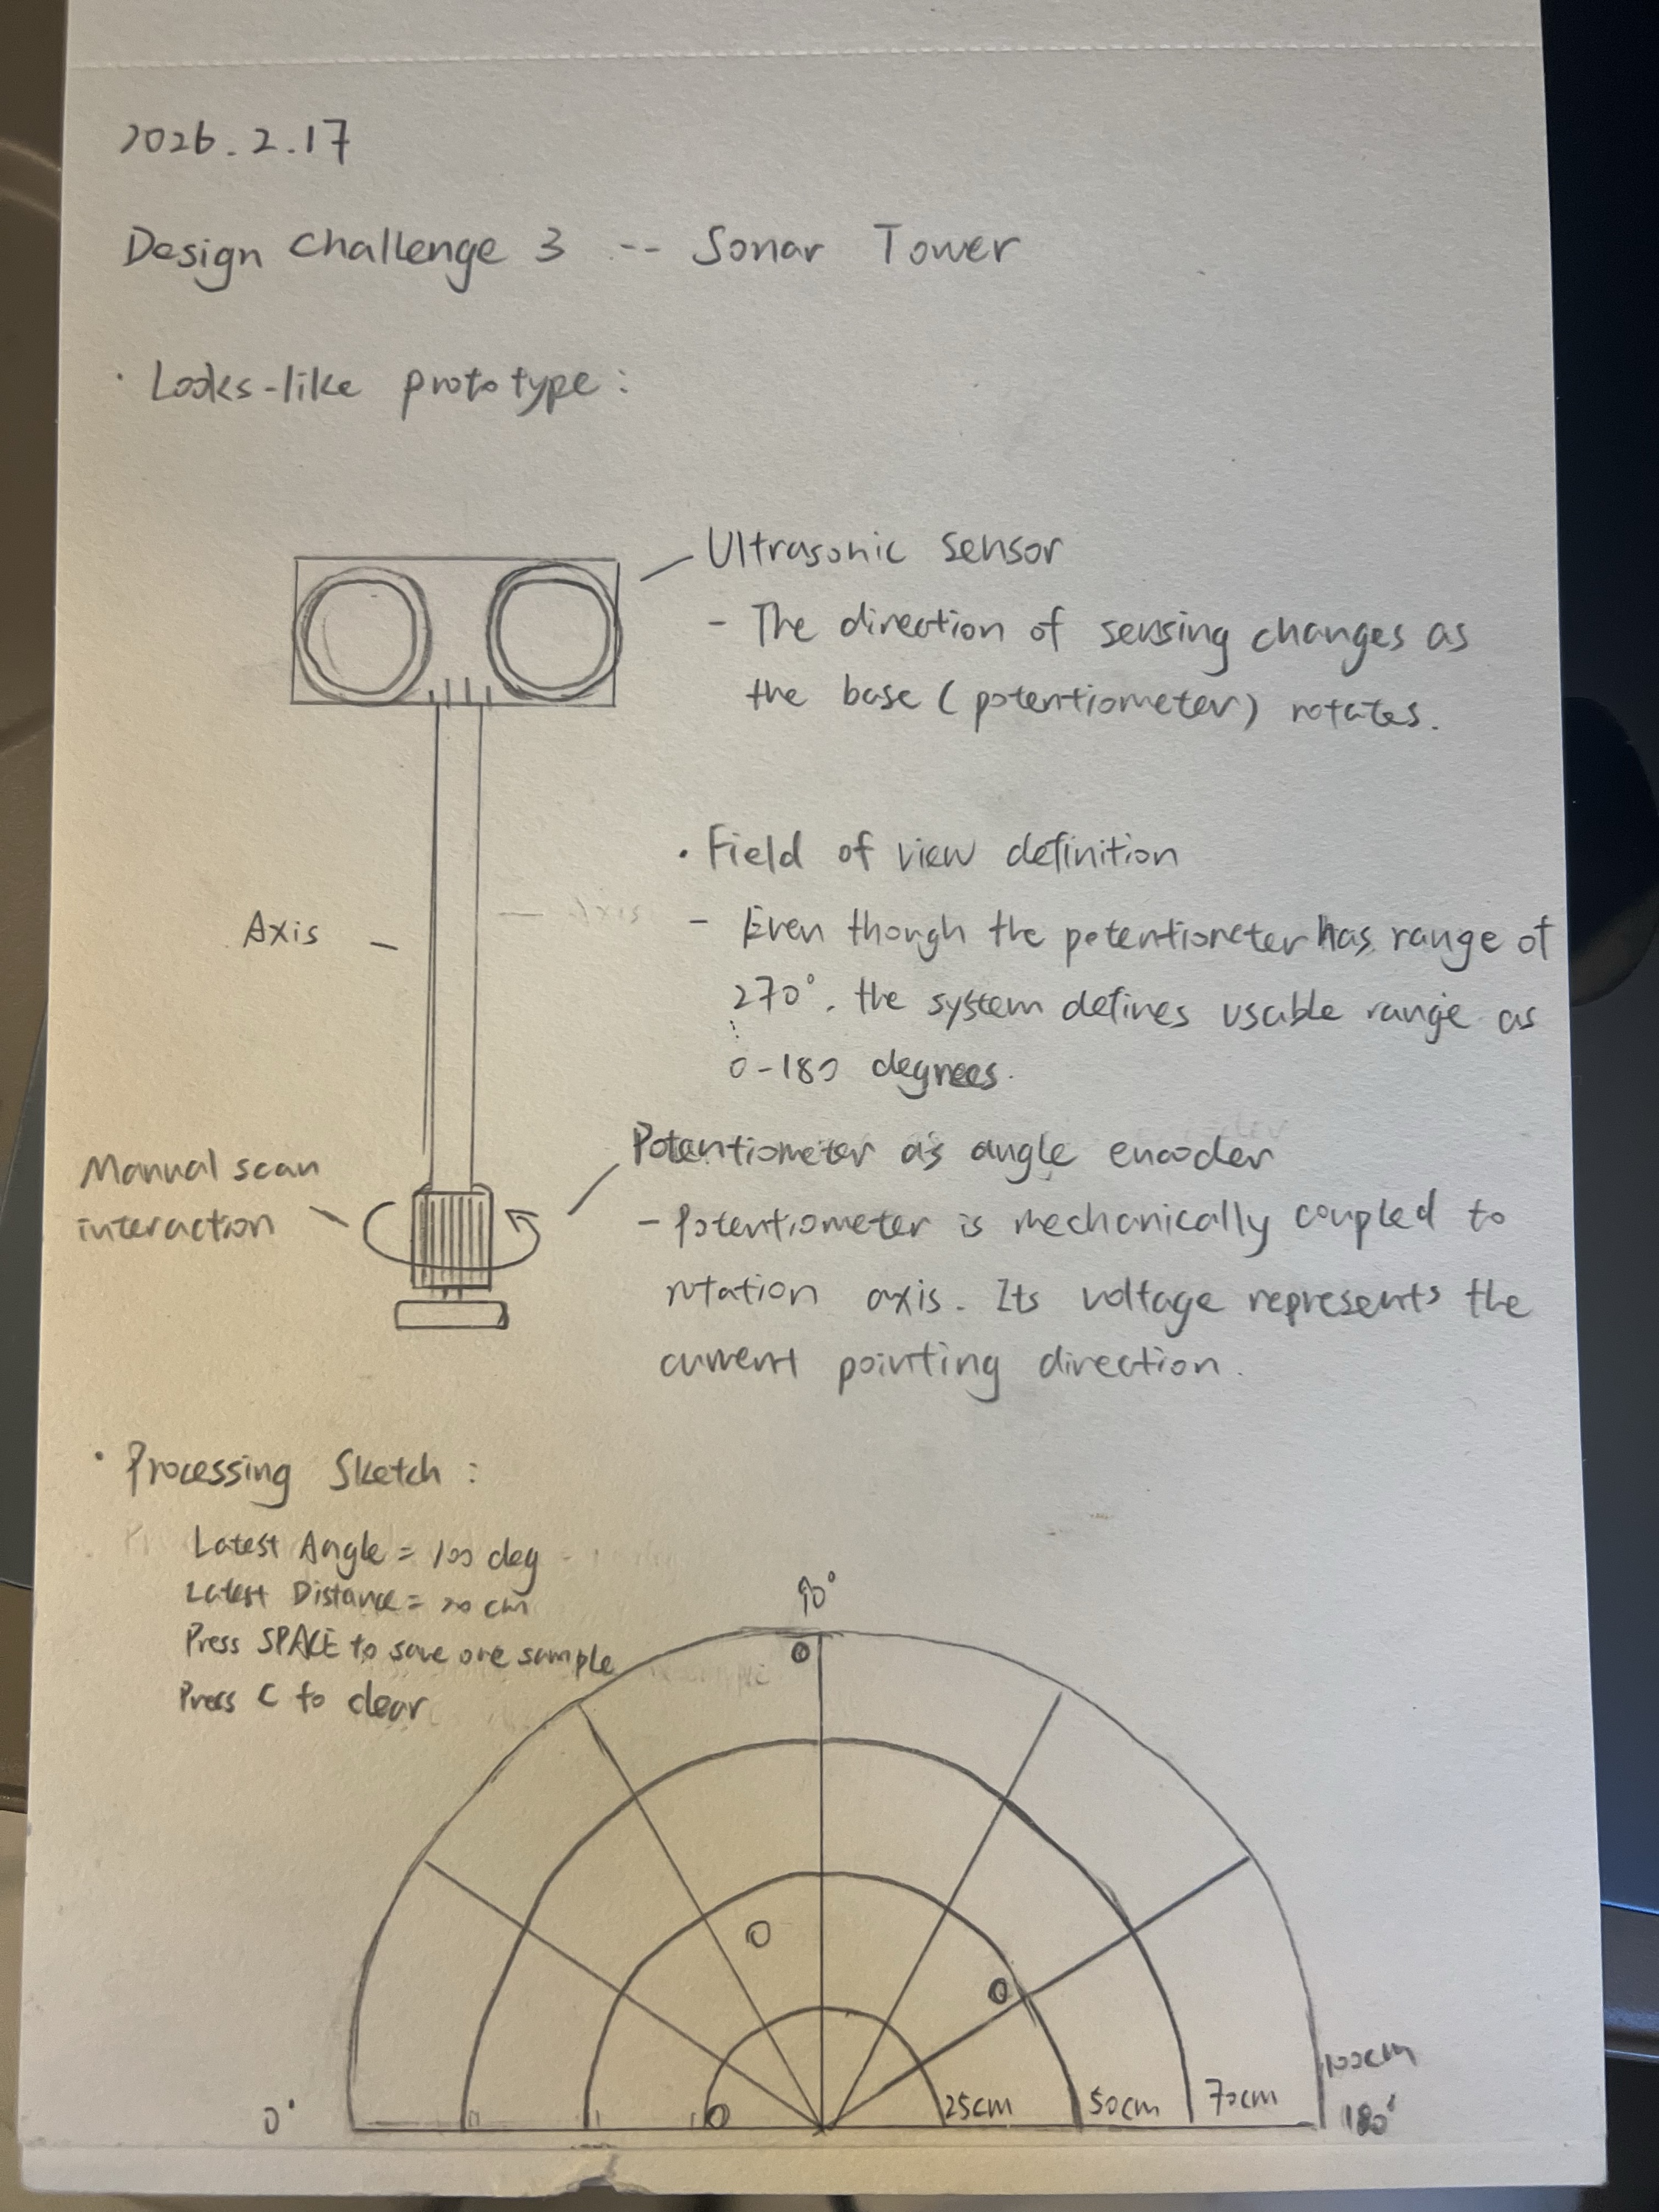 2026.2.17
Design Challenge 3 -- Sonar Tower
· Looks-like prototype:
Ultrasonic sensor
- The direction of sensing changes as
the base (potentiometer) rotates.
· Field of view definition
- Even though the potentiometer has range of
270°. the system defines usable range as
0-180 degrees.
Axis
Manual scan
interaction
Potentiometer as angle encoder
- Potentiometer is mechanically coupled to
rotation axis. Its voltage represents the
current pointing direction.
· Processing Sketch:
Latest Angle = 100 deg
Latest Distance = 20 cm
Press SPACE to save one sample
Press C to clear
90°
0°
25cm
50cm
70cm
100cm
180°